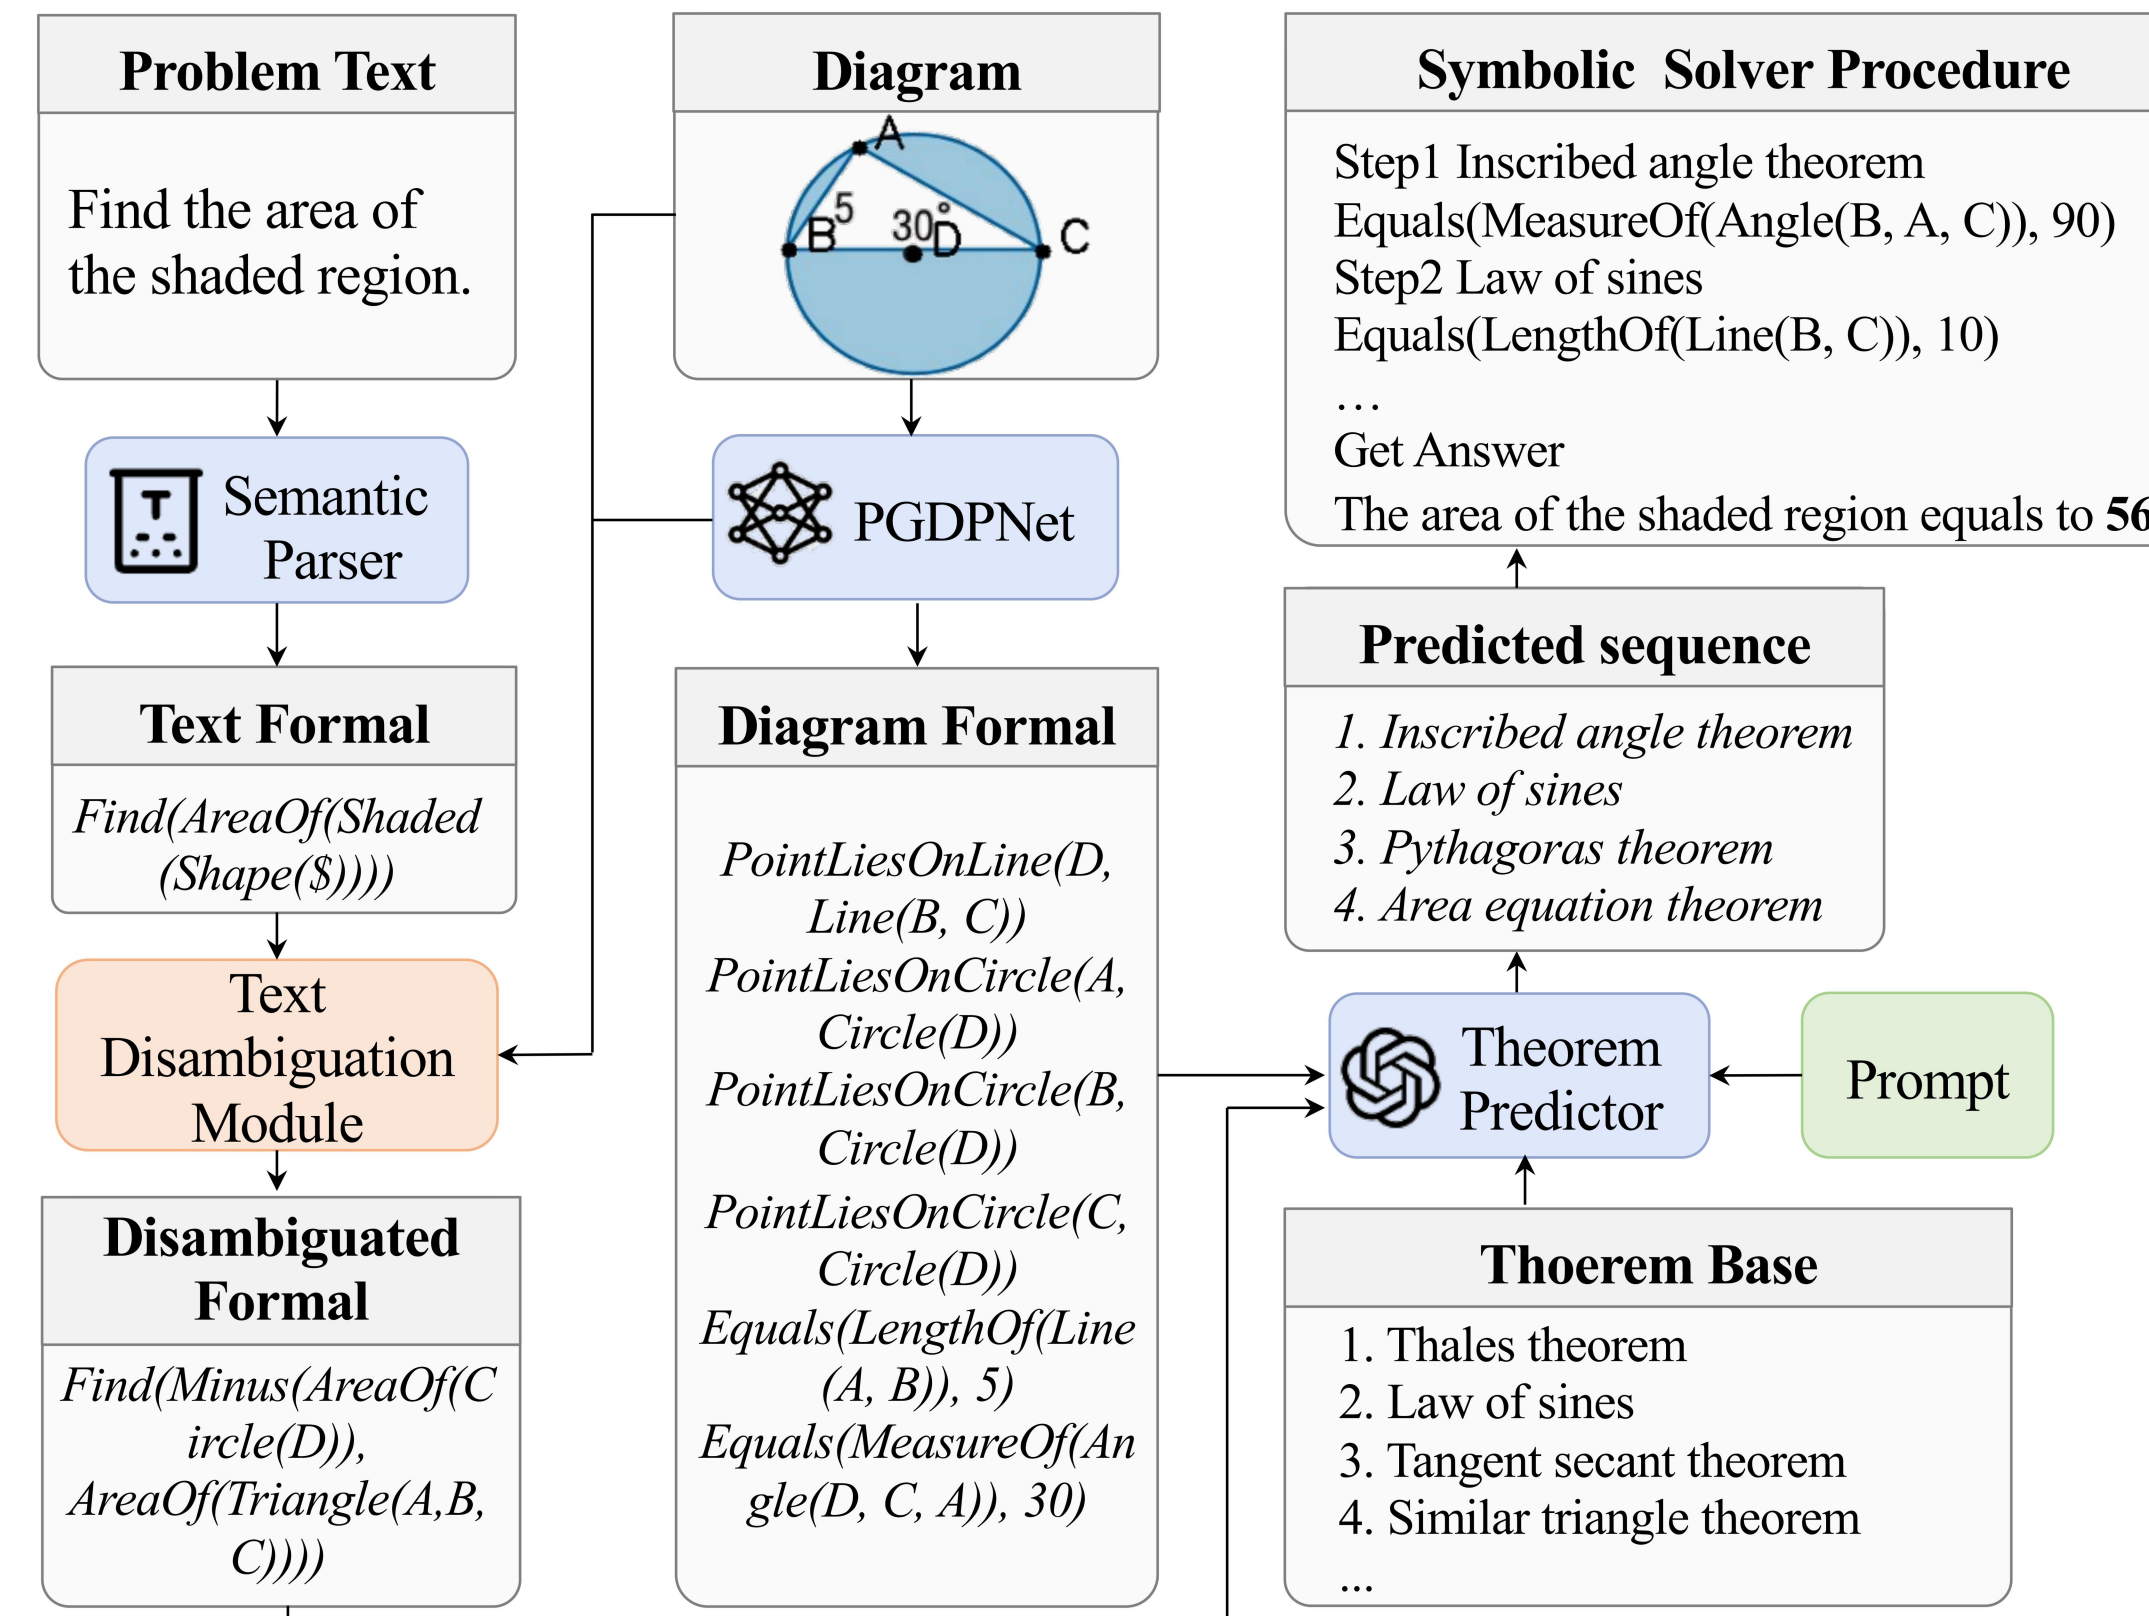 Problem Text
Find the area of
the shaded region.
Semantic
Parser
Text Formal
Find(AreaOf(Shaded
(Shape($))))
Text
Disambiguation
Module
Disambiguated
Formal
Find(Minus(AreaOf(C
ircle(D)),
AreaOf(Triangle(A,B,
C))))
Diagram
A
5
B
30°
D
C
PGDPNet
Diagram Formal
PointLiesOnLine(D,
Line(B, C))
PointLiesOnCircle(A,
Circle(D))
PointLiesOnCircle(B,
Circle(D))
PointLiesOnCircle(C,
Circle(D))
Equals(LengthOf(Line
(A, B)), 5)
Equals(MeasureOf(An
gle(D, C, A)), 30)
Symbolic Solver Procedure
Step1 Inscribed angle theorem
Equals(MeasureOf(Angle(B, A, C)), 90)
Step2 Law of sines
Equals(LengthOf(Line(B, C)), 10)
…
Get Answer
The area of the shaded region equals to 56
Predicted sequence
1. Inscribed angle theorem
2. Law of sines
3. Pythagoras theorem
4. Area equation theorem
T
Theorem
Predictor
Prompt
Thoerem Base
1. Thales theorem
2. Law of sines
3. Tangent secant theorem
4. Similar triangle theorem
...